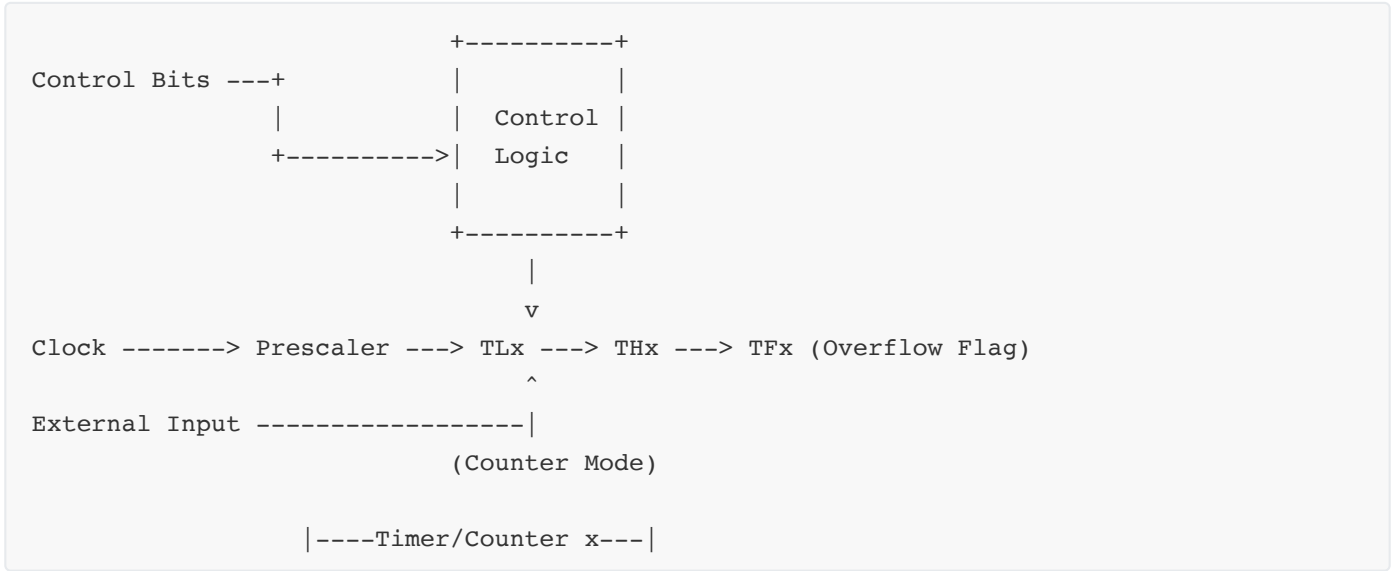 +----------+
Control Bits ---+           |          |
                |           |  Control |
                +---------->|  Logic   |
                            |          |
                            +----------+
                                 |
                                 v
Clock -------> Prescaler ---> TLx ---> THx ---> TFx (Overflow Flag)
                                 ^
External Input ------------------|
                            (Counter Mode)

                  |----Timer/Counter x---|